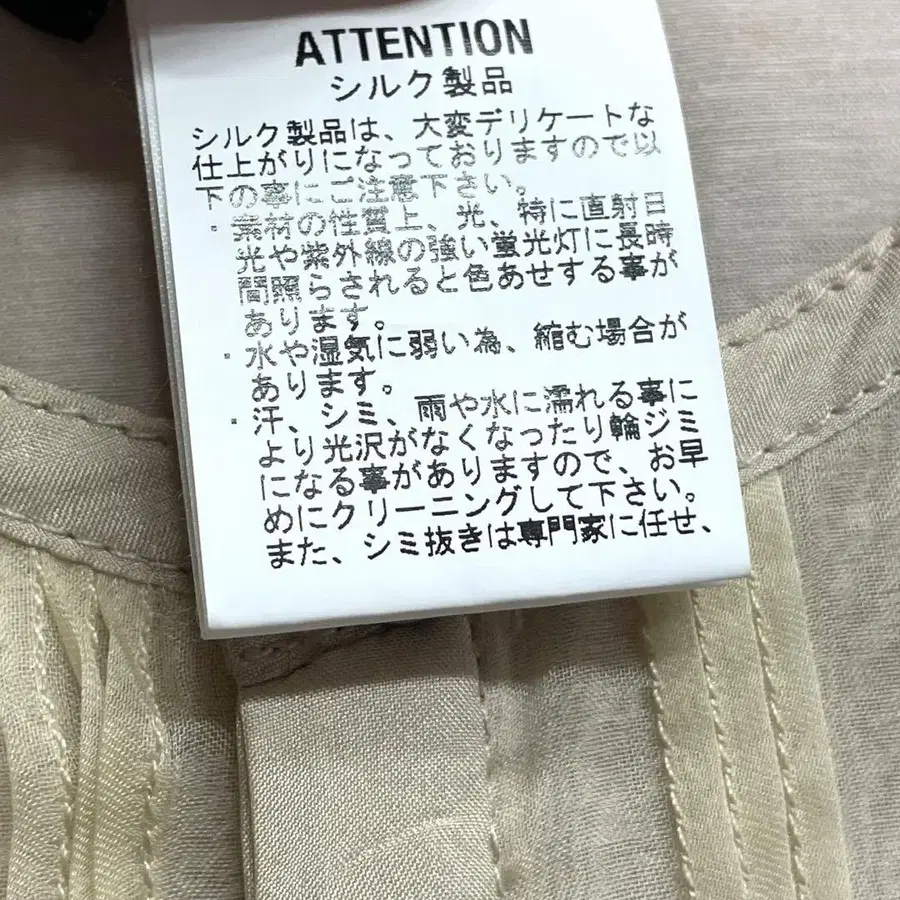 ATTENTION
シルク製品
シルク製品は、大変デリケートな
仕上がりになっておりますので以
下の事にご注意下さい。
・素材の性質上、光、特に直射日
光や紫外線の強い蛍光灯に長時
間照らされると色あせする事が
あります。
・水や湿気に弱い為、縮む場合が
あります。
・汗、シミ、雨や水に濡れる事に
より光沢がなくなったり輪ジミ
になる事がありますので、お早
めにクリーニングして下さい。
また、シミ抜きは専門家に任せ、